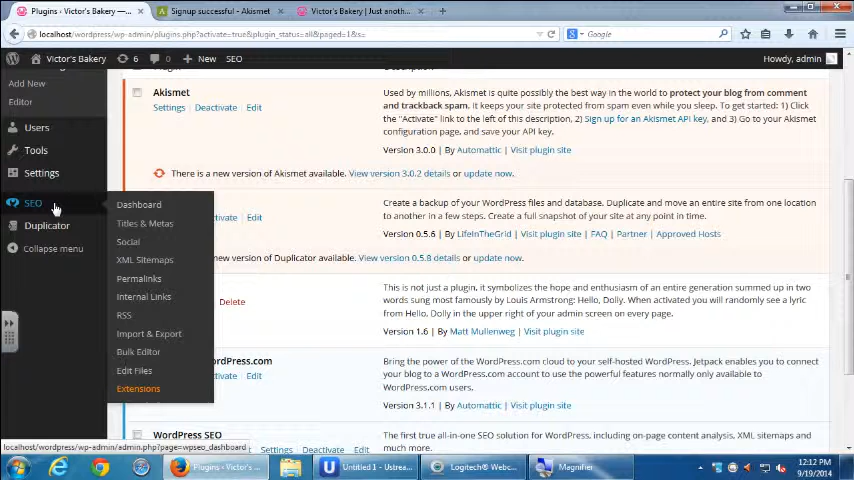 Plugins ‹ Victor's Bakery —...
Signup successful - Akismet
Victor's Bakery | Just anoth...
localhost/wordpress/wp-admin/plugins.php?activate=true&plugin_status=all&paged=1&s=
Google
Victor's Bakery
6
0
New
SEO
Howdy, admin
Add New
Editor
Users
Tools
Settings
SEO
Duplicator
Collapse menu
Dashboard
Titles & Metas
Social
XML Sitemaps
Permalinks
Internal Links
RSS
Import & Export
Bulk Editor
Edit Files
Extensions
Akismet
Settings
Deactivate
Edit
Used by millions, Akismet is quite possibly the best way in the world to protect your blog from comment
and trackback spam. It keeps your site protected from spam even while you sleep. To get started: 1) Click
the "Activate" link to the left of this description, 2) Sign up for an Akismet API key, and 3) Go to your Akismet
configuration page, and save your API key.
Version 3.0.0 | By Automattic | Visit plugin site
There is a new version of Akismet available. View version 3.0.2 details or update now.
ivate | Edit
Create a backup of your WordPress files and database. Duplicate and move an entire site from one location
to another in a few steps. Create a full snapshot of your site at any point in time.
Version 0.5.6 | By LifeInTheGrid | Visit plugin site | FAQ | Partner | Approved Hosts
new version of Duplicator available. View version 0.5.8 details or update now.
Delete
This is not just a plugin, it symbolizes the hope and enthusiasm of an entire generation summed up in two
words sung most famously by Louis Armstrong: Hello, Dolly. When activated you will randomly see a lyric
from Hello, Dolly in the upper right of your admin screen on every page.
Version 1.6 | By Matt Mullenweg | Visit plugin site
rdPress.com
ivate | Edit
Bring the power of the WordPress.com cloud to your self-hosted WordPress. Jetpack enables you to connect
your blog to a WordPress.com account to use the powerful features normally only available to
WordPress.com users.
Version 3.1.1 | By Automattic | Visit plugin site
WordPress SEO
Settings
Deactivate
Edit
The first true all-in-one SEO solution for WordPress, including on-page content analysis, XML sitemaps and
much more.
localhost/wordpress/wp-admin/admin.php?page=wpseo_dashboard
Plugins ‹ Victor's B...
Untitled 1 - Ustrea...
Logitech® Webc...
Magnifier
12:12 PM
9/19/2014